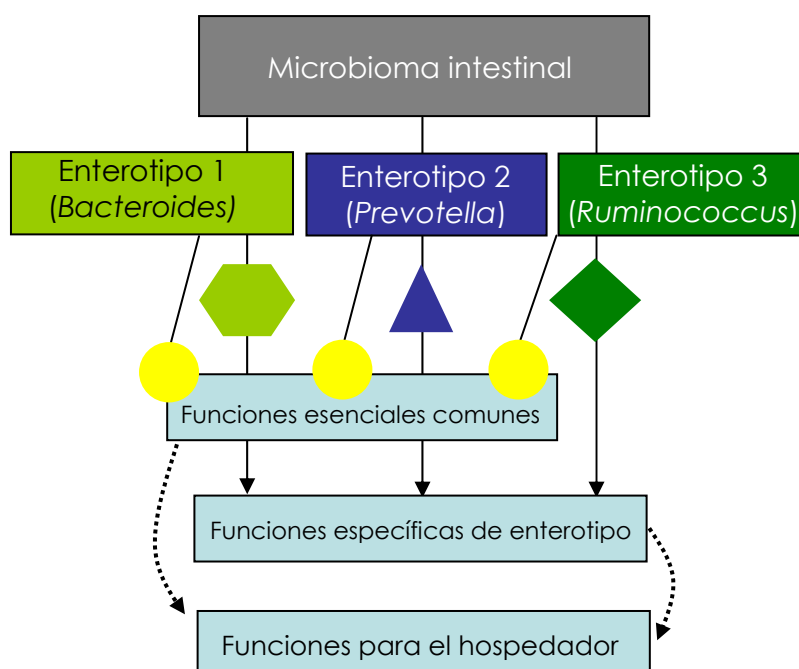 Microbioma intestinal
Enterotipo 1
(Bacteroides)
Enterotipo 2
(Prevotella)
Enterotipo 3
(Ruminococcus)
Funciones esenciales comunes
Funciones específicas de enterotipo
Funciones para el hospedador